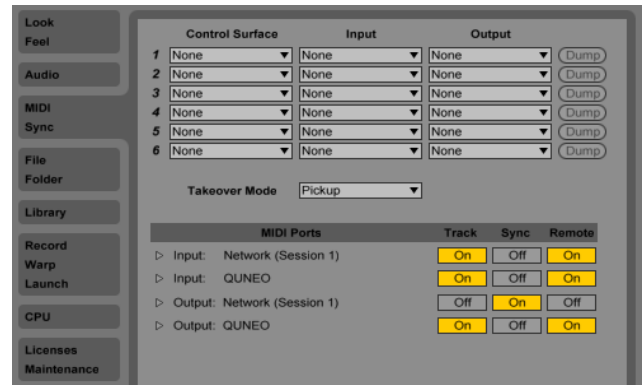 Look
Feel
Audio
MIDI
Sync
File
Folder
Library
Record
Warp
Launch
CPU
Licenses
Maintenance
Control Surface Input Output
1 None None None Dump
2 None None None Dump
3 None None None Dump
4 None None None Dump
5 None None None Dump
6 None None None Dump
Takeover Mode Pickup
MIDI Ports Track Sync Remote
Input: Network (Session 1) On Off On
Input: QUNEO On Off On
Output: Network (Session 1) Off On Off
Output: QUNEO On Off On